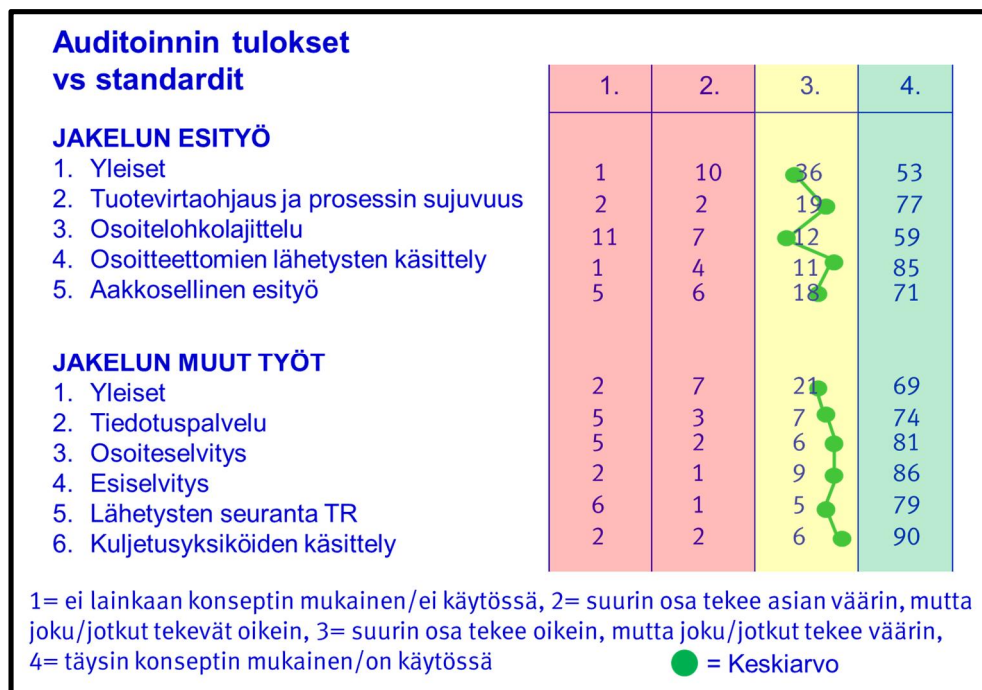 Auditoinnin tulokset
vs standardit
1. 2. 3. 4.
JAKELUN ESITYÖ
1. Yleiset 1 10 36 53
2. Tuotevirtaohjaus ja prosessin sujuvuus 2 2 19 77
3. Osoitelohkolajittelu 11 7 12 59
4. Osoitteettomien lähetysten käsittely 1 4 11 85
5. Aakkosellinen esityö 5 6 18 71
JAKELUN MUUT TYÖT
1. Yleiset 2 7 21 69
2. Tiedotuspalvelu 5 3 7 74
3. Osoiteselvitys 5 2 6 81
4. Esiselvitys 2 1 9 86
5. Lähetysten seuranta TR 6 1 5 79
6. Kuljetusyksiköiden käsittely 2 2 6 90
1= ei lainkaan konseptin mukainen/ei käytössä, 2= suurin osa tekee asian väärin, mutta
joku/jotkut tekevät oikein, 3= suurin osa tekee oikein, mutta joku/jotkut tekee väärin,
4= täysin konseptin mukainen/on käytössä = Keskiarvo